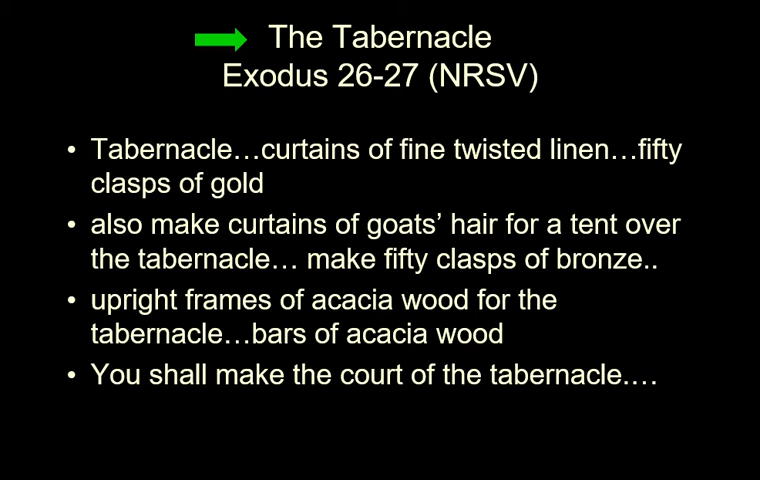 The Tabernacle
Exodus 26-27 (NRSV)
• Tabernacle…curtains of fine twisted linen…fifty
clasps of gold
• also make curtains of goats’ hair for a tent over
the tabernacle… make fifty clasps of bronze..
• upright frames of acacia wood for the
tabernacle…bars of acacia wood
• You shall make the court of the tabernacle.…